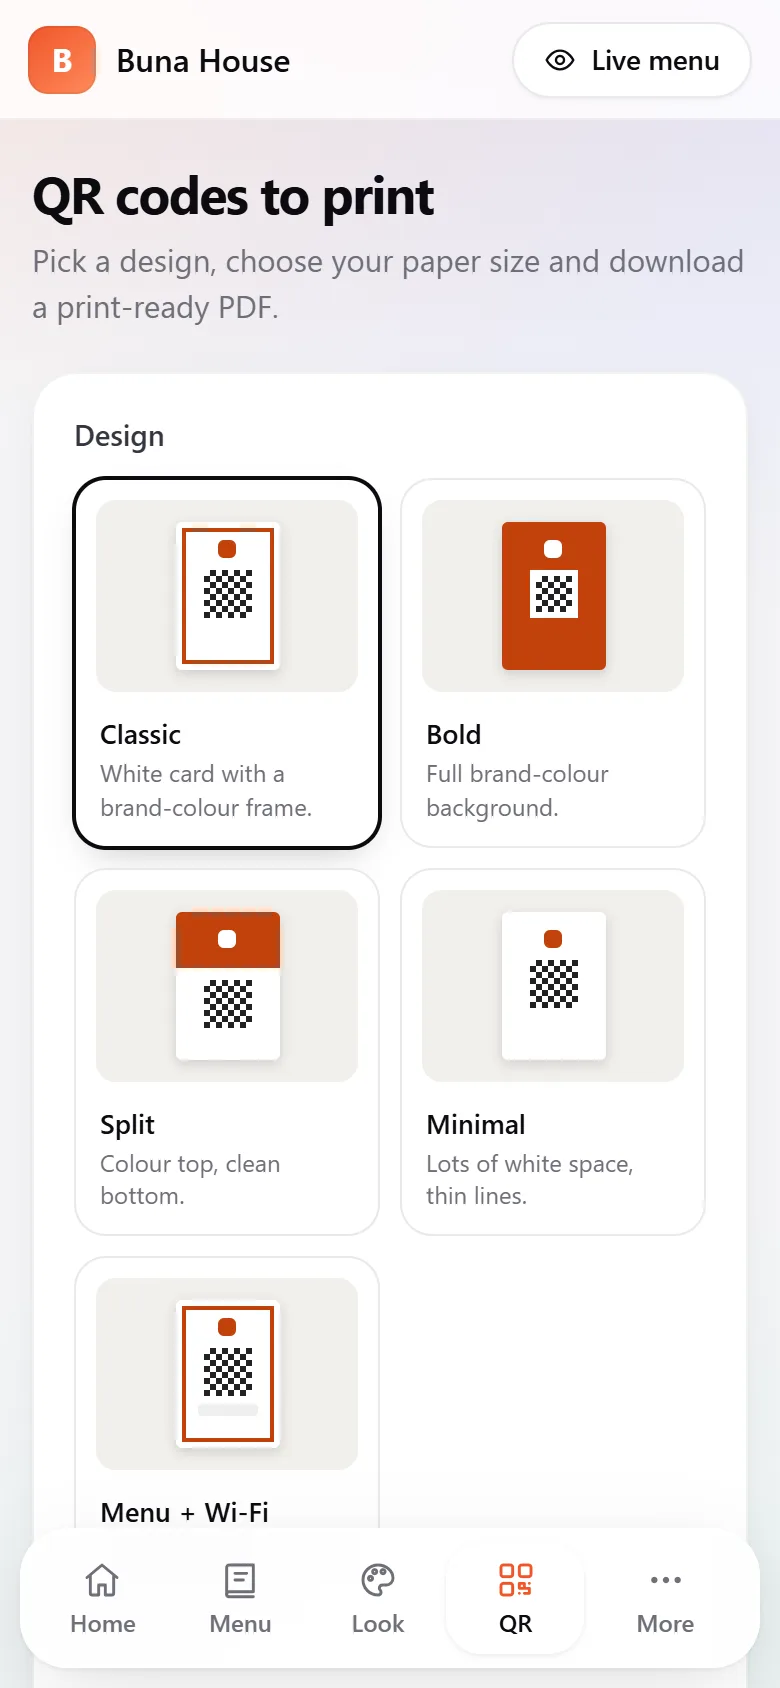 B
Buna House
Live menu
QR codes to print
Pick a design, choose your paper size and download
a print-ready PDF.
Design
Classic
White card with a
brand-colour frame.
Bold
Full brand-colour
background.
Split
Colour top, clean
bottom.
Minimal
Lots of white space,
thin lines.
Menu + Wi-Fi
Home
Menu
Look
QR
More